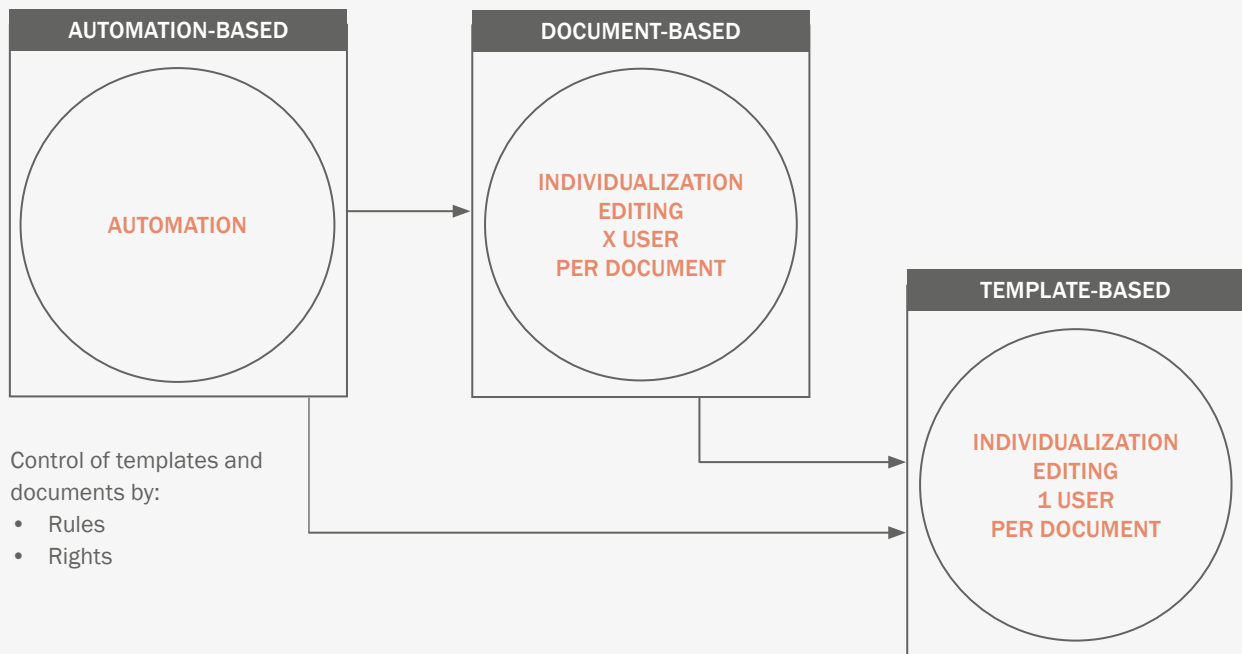 AUTOMATION-BASED
AUTOMATION
DOCUMENT-BASED
INDIVIDUALIZATION
EDITING
X USER
PER DOCUMENT
TEMPLATE-BASED
INDIVIDUALIZATION
EDITING
1 USER
PER DOCUMENT
Control of templates and
documents by:
• Rules
• Rights